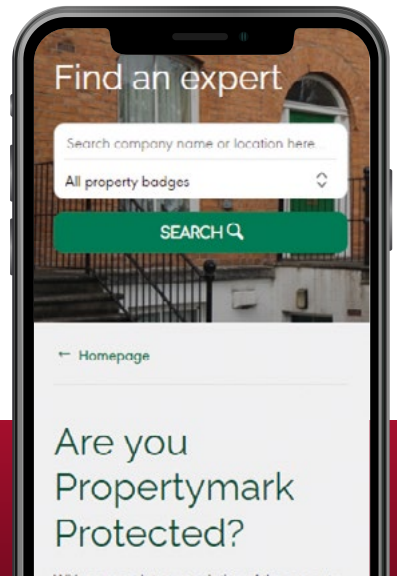 Find an expert
Search company name or location here...
All property badges
SEARCH
← Homepage
Are you
Propertymark
Protected?